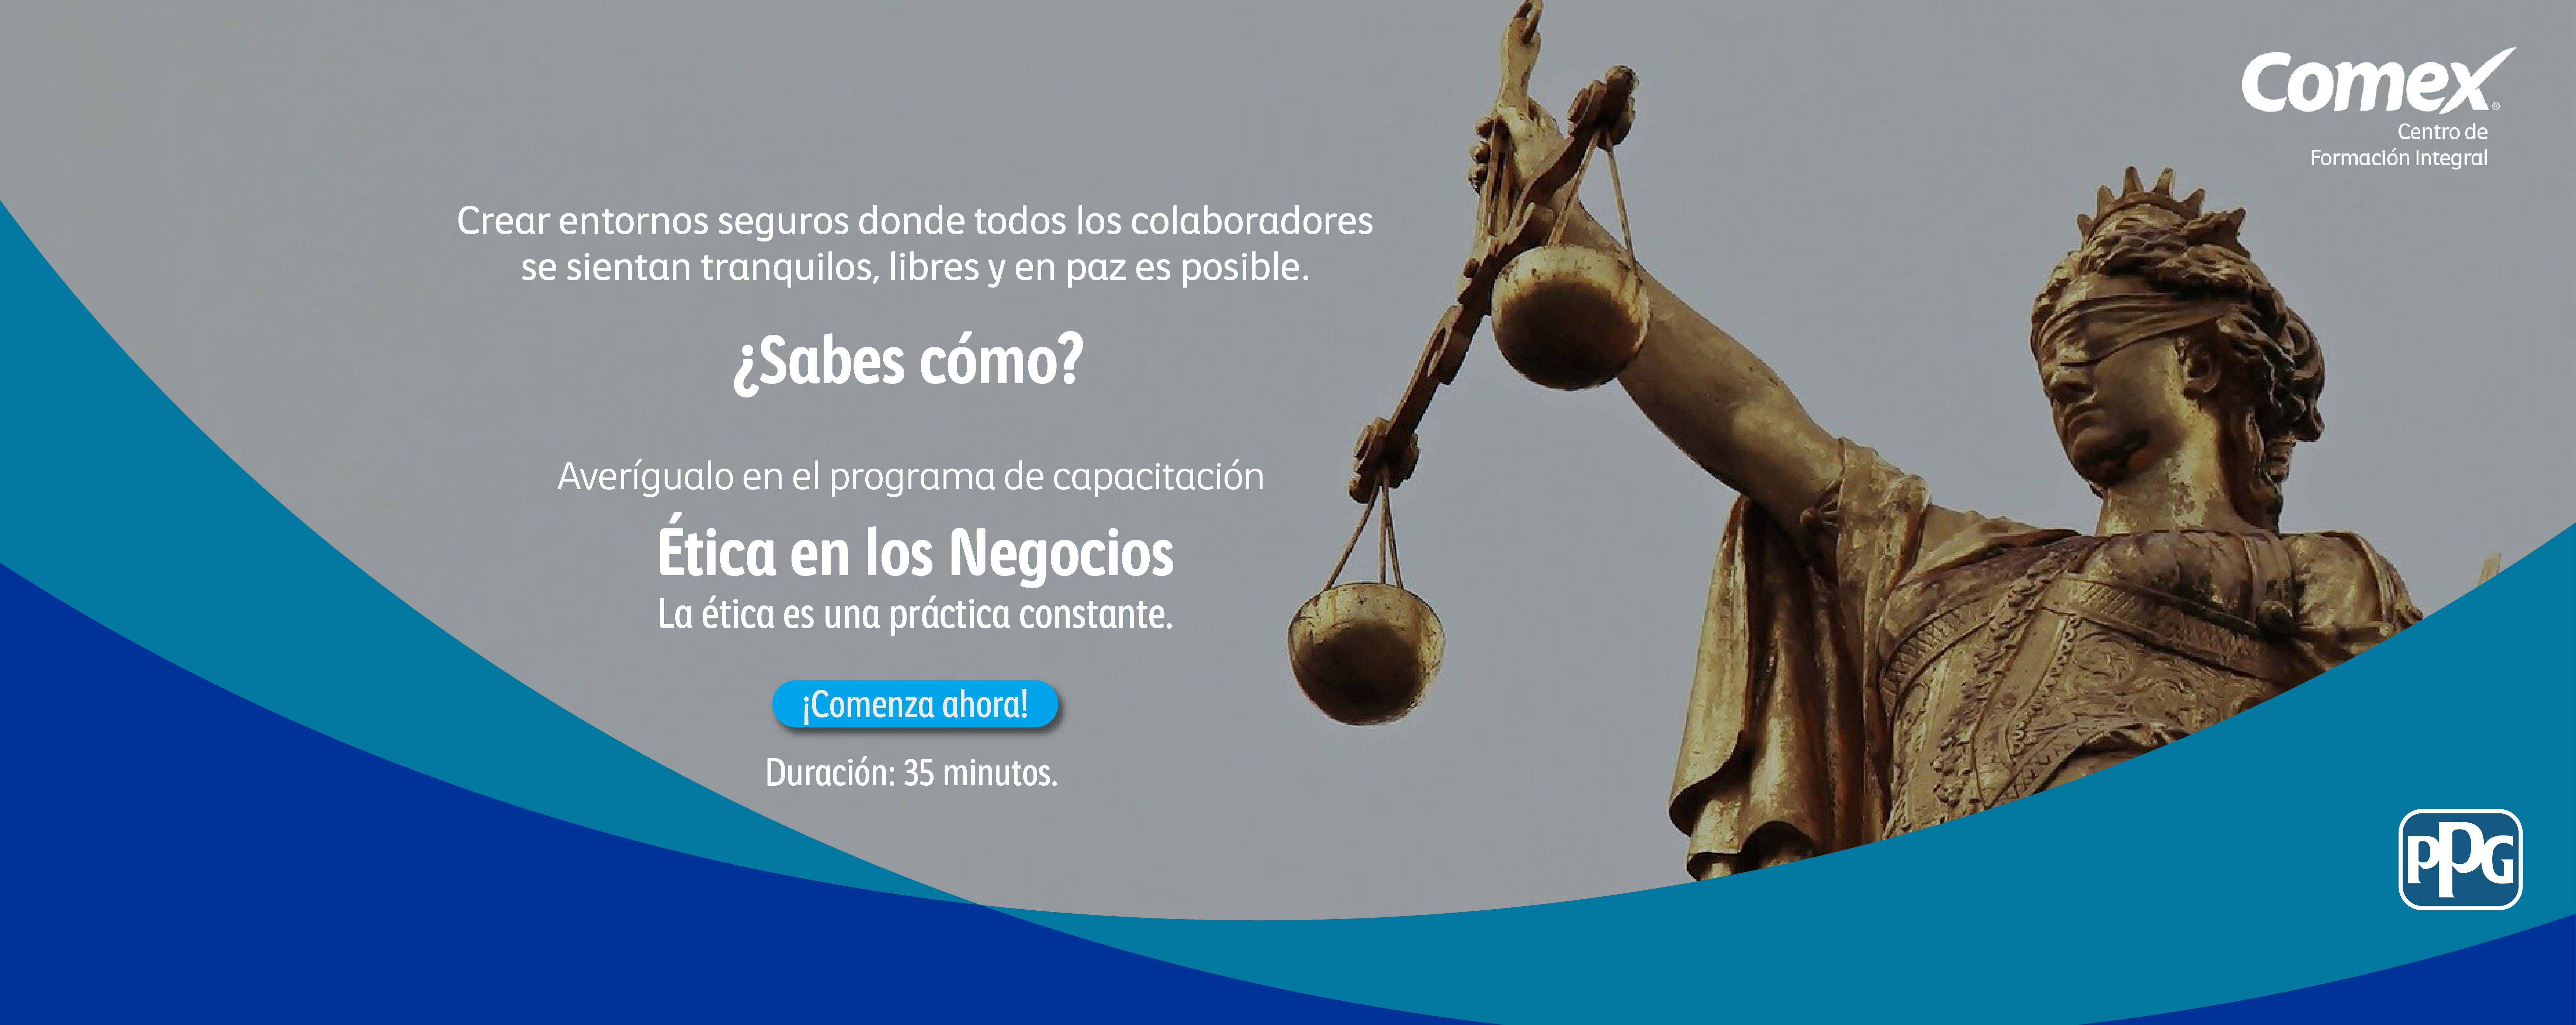 Comex®
Centro de
Formación Integral
Crear entornos seguros donde todos los colaboradores
se sientan tranquilos, libres y en paz es posible.
¿Sabes cómo?
Averígualo en el programa de capacitación
Ética en los Negocios
La ética es una práctica constante.
¡Comenza ahora!
Duración: 35 minutos.
PPG